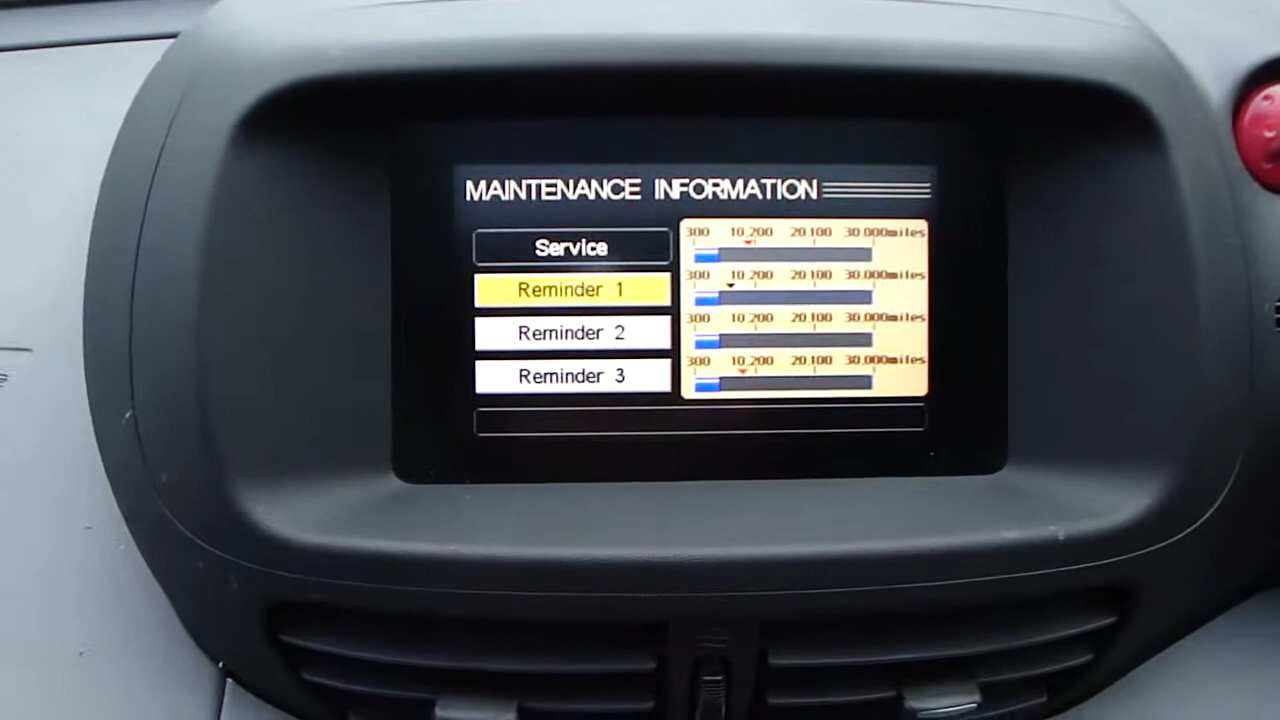 MAINTENANCE INFORMATION
Service
300 10,200 20,100 30,000miles
Reminder 1
300 10,200 20,100 30,000miles
Reminder 2
300 10,200 20,100 30,000miles
Reminder 3
300 10,200 20,100 30,000miles